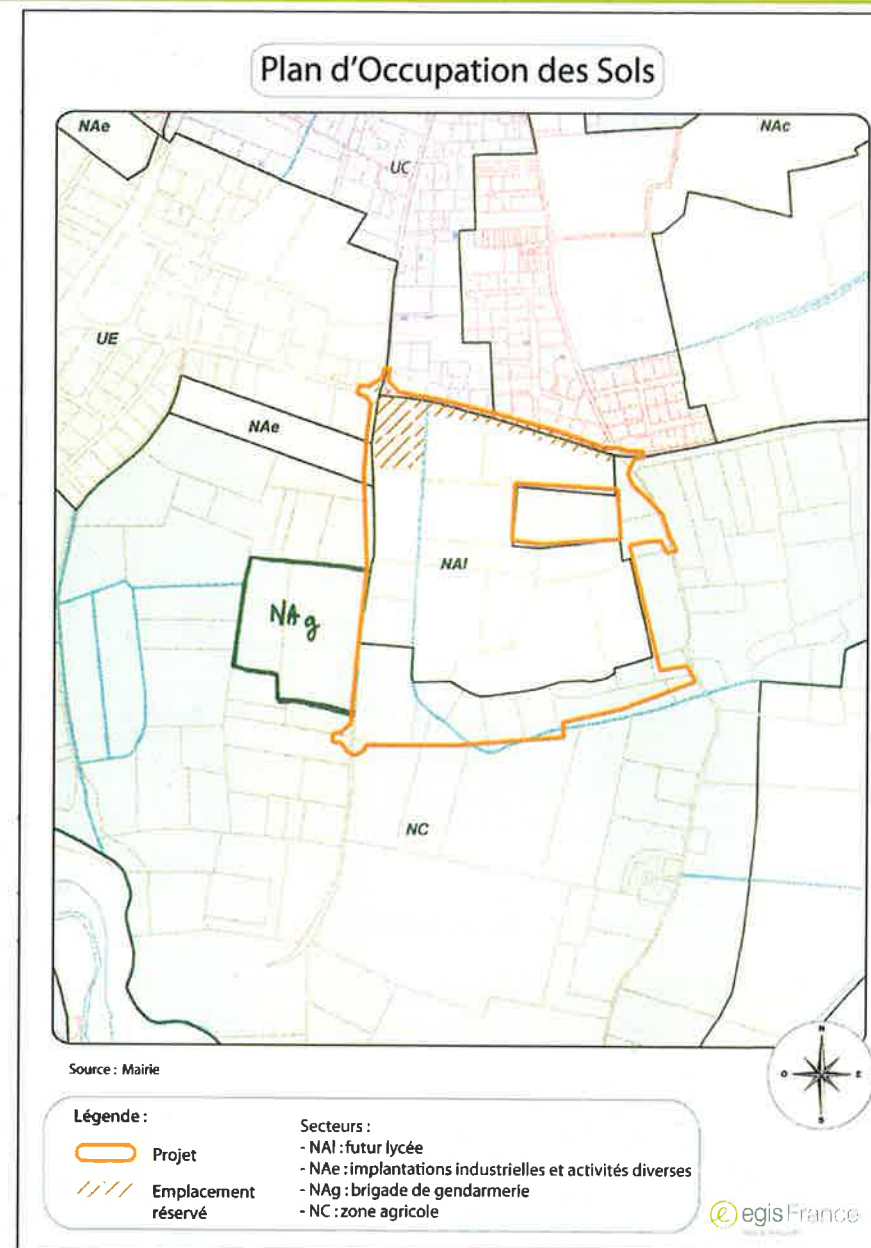 Plan d'Occupation des Sols
NAe
NAc
UC
UE
NAe
NAl
NAg
NC
Source : Mairie
N
O
E
S
Légende :
Projet
Emplacement
réservé
Secteurs :
- NAl : futur lycée
- NAe : implantations industrielles et activités diverses
- NAg : brigade de gendarmerie
- NC : zone agricole
egis France